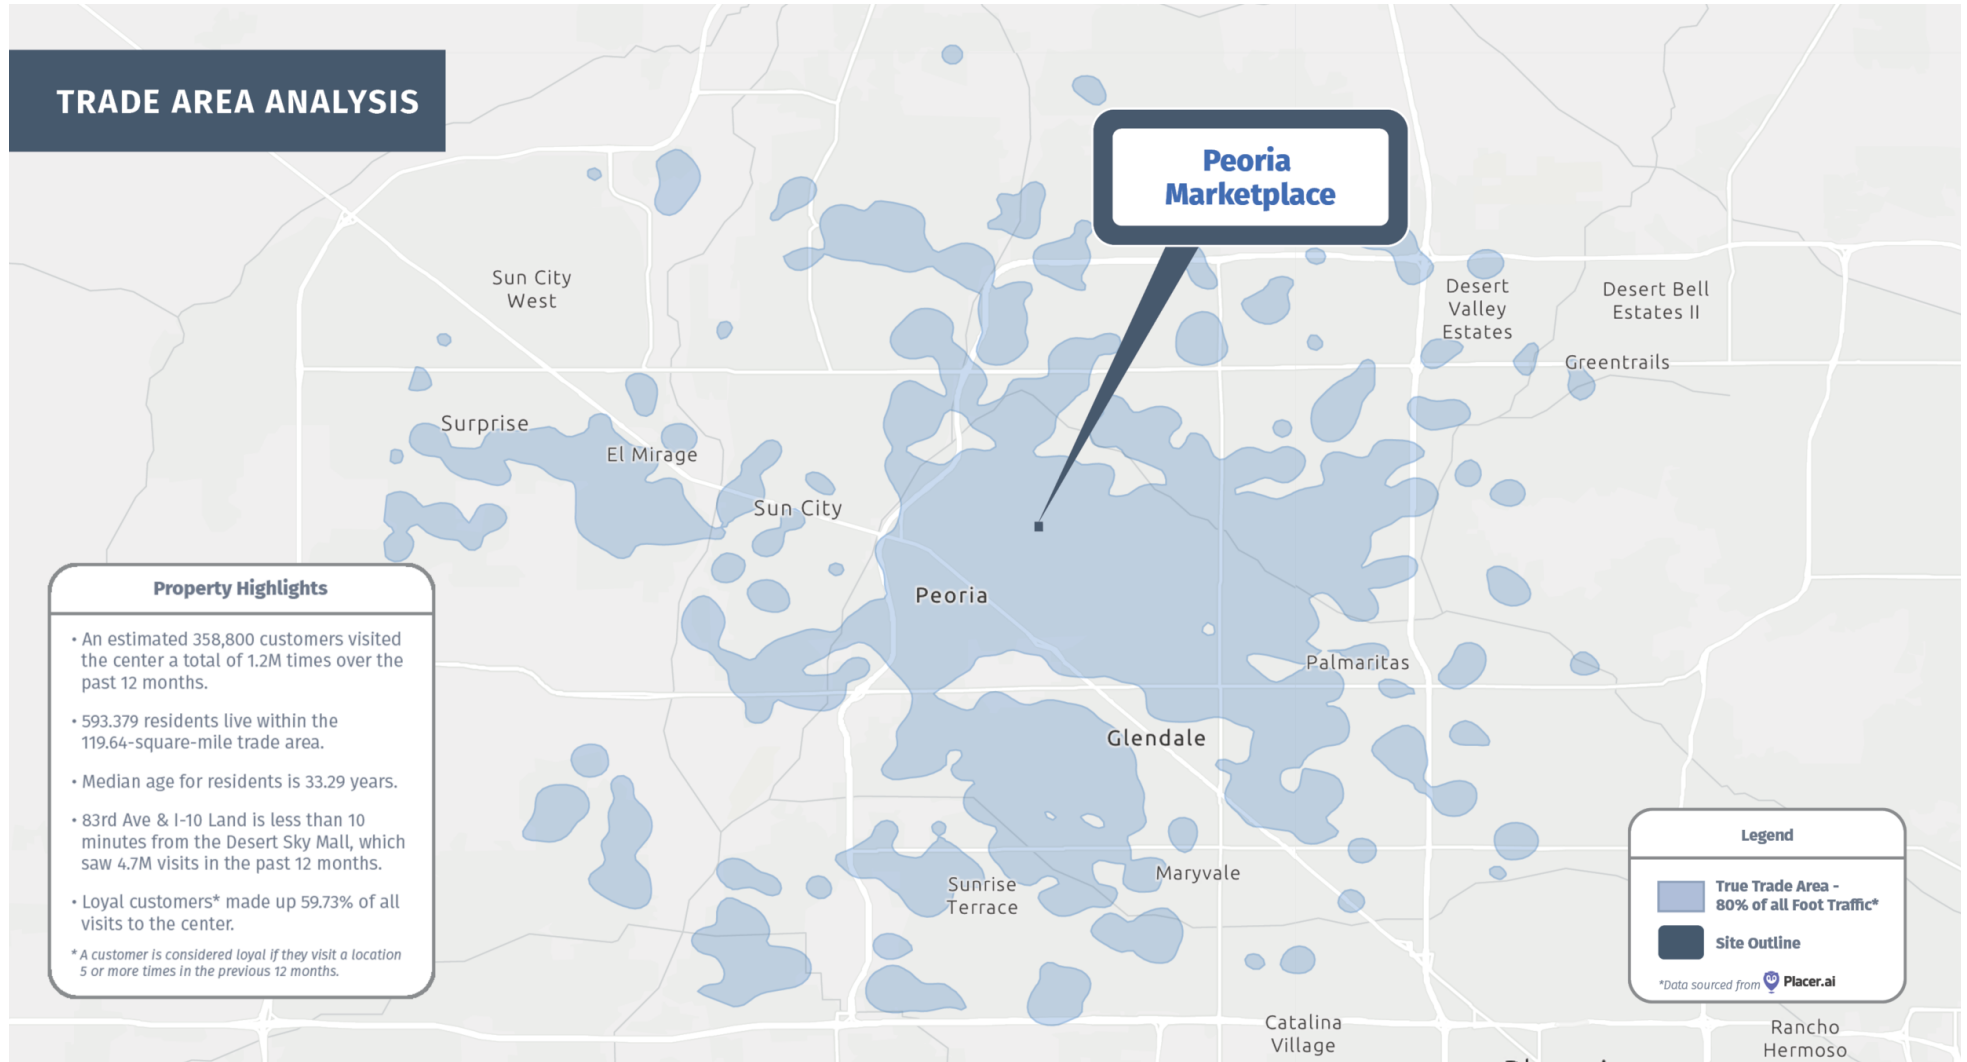 TRADE AREA ANALYSIS
Peoria
Marketplace
Sun City
West
Desert
Valley
Estates
Desert Bell
Estates II
Greentrails
Surprise
El Mirage
Sun City
Peoria
Palmaritas
Glendale
Maryvale
Sunrise
Terrace
Catalina
Village
Rancho
Hermoso
Property Highlights
• An estimated 358,800 customers visited
the center a total of 1.2M times over the
past 12 months.
• 593.379 residents live within the
119.64-square-mile trade area.
• Median age for residents is 33.29 years.
• 83rd Ave & I-10 Land is less than 10
minutes from the Desert Sky Mall, which
saw 4.7M visits in the past 12 months.
• Loyal customers* made up 59.73% of all
visits to the center.
* A customer is considered loyal if they visit a location
5 or more times in the previous 12 months.
Legend
True Trade Area -
80% of all Foot Traffic*
Site Outline
*Data sourced from Placer.ai